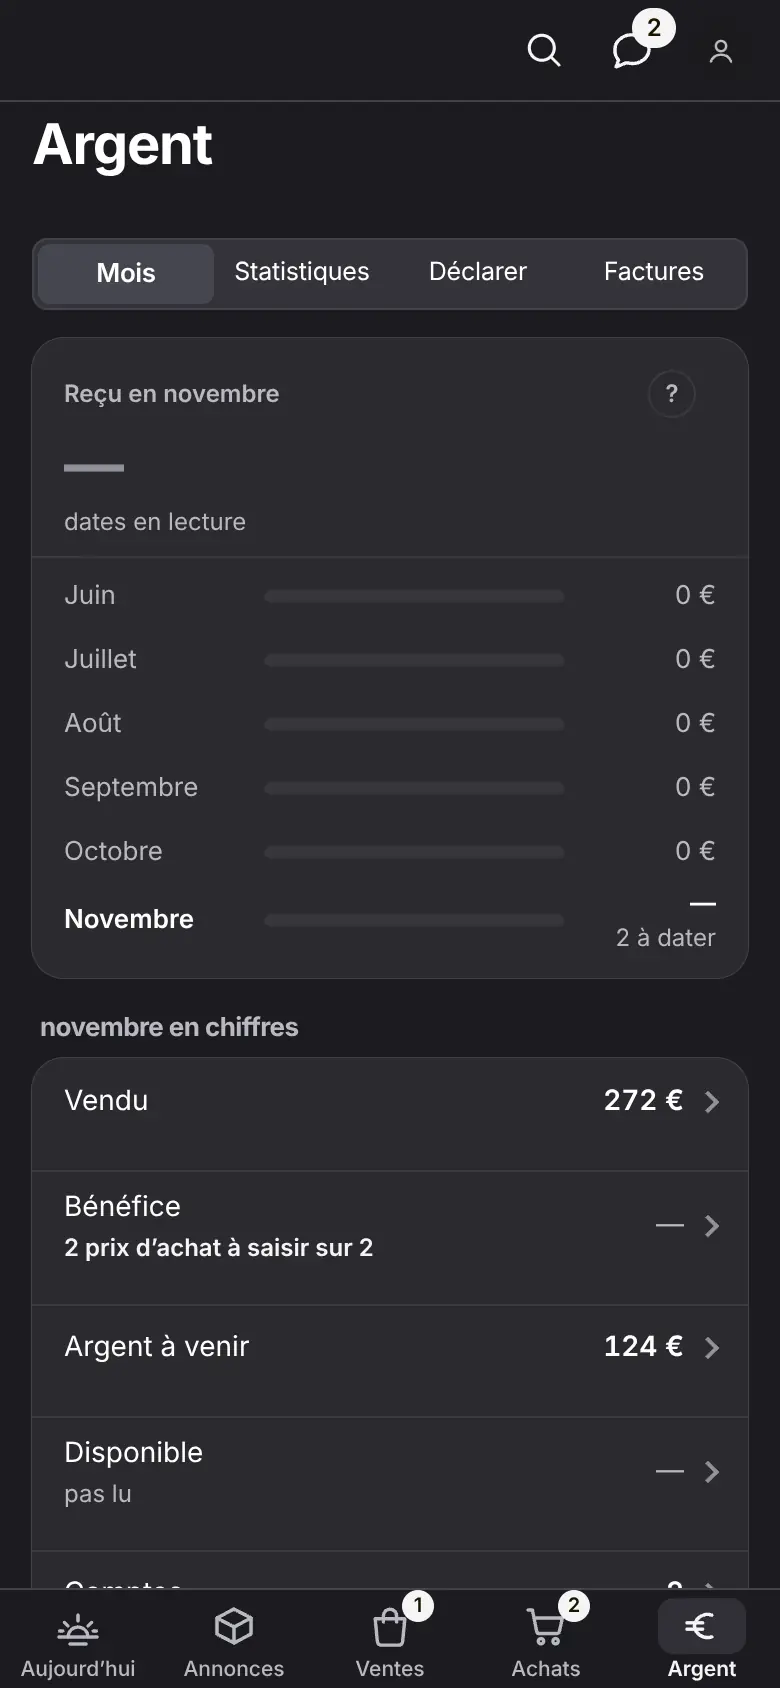 2
Argent
Mois
Statistiques
Déclarer
Factures
Reçu en novembre
?
—
dates en lecture
Juin
0 €
Juillet
0 €
Août
0 €
Septembre
0 €
Octobre
0 €
Novembre
—
2 à dater
novembre en chiffres
Vendu
272 €
Bénéfice
2 prix d’achat à saisir sur 2
—
Argent à venir
124 €
Disponible
pas lu
—
1
2
Aujourd’hui
Annonces
Ventes
Achats
Argent